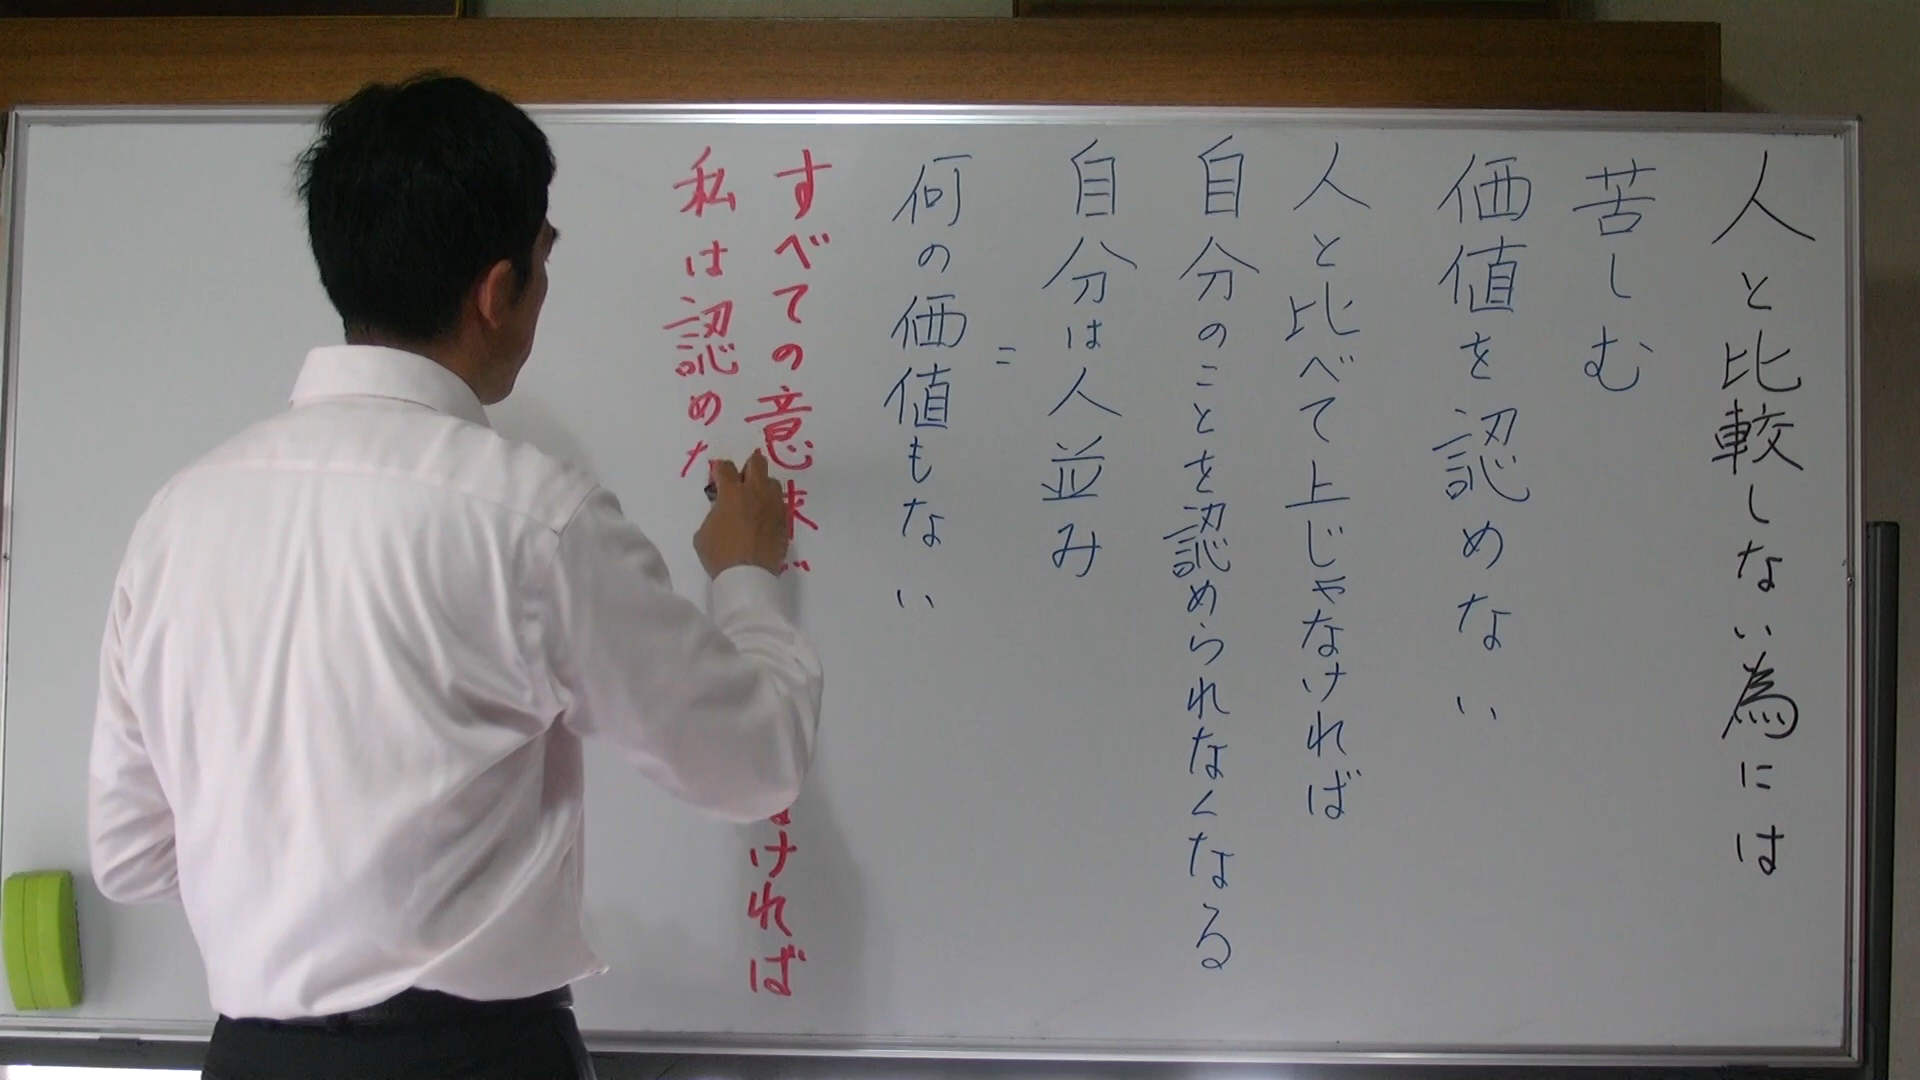 人と比較しない為には
苦しむ
価値を認めない
人と比べて上じゃなければ
自分のことを認められなくなる
自分は人並み
=
何の価値もない
すべての意味で なければ
私は認めな